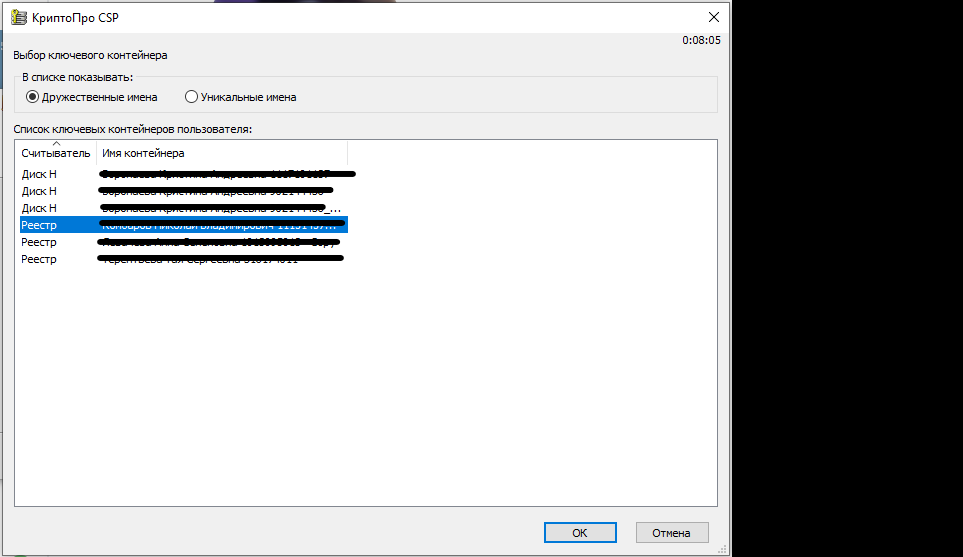 КриптоПро CSP
0:08:05
Выбор ключевого контейнера
В списке показывать:
Дружественные имена Уникальные имена
Список ключевых контейнеров пользователя:
Считыватель Имя контейнера
Диск H
Диск H
Диск H
Реестр
Реестр
Реестр
ОК Отмена